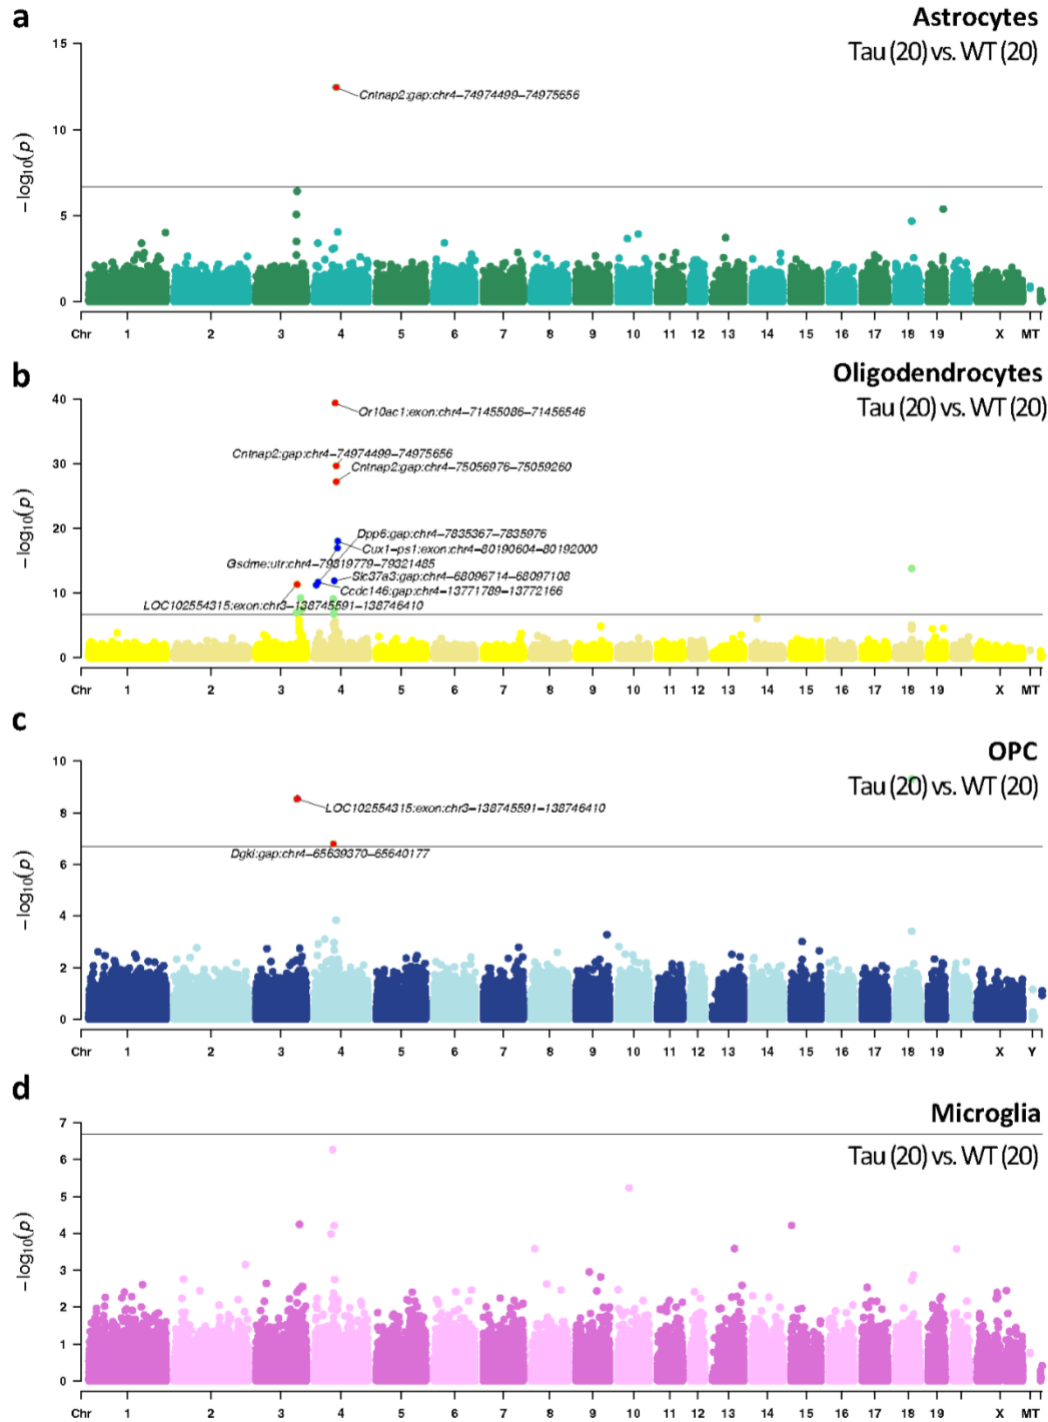 a
Astrocytes
Tau (20) vs. WT (20)
15
10
5
0
−log10(p)
Cntnap2:gap:chr4−74974499−74975656
Chr 1 2 3 4 5 6 7 8 9 10 11 12 13 14 15 16 17 18 19 X MT
b
Oligodendrocytes
Tau (20) vs. WT (20)
40
30
20
10
0
−log10(p)
Or10ac1:exon:chr4−71455086−71456546
Cntnap2:gap:chr4−74974499−74975656
Cntnap2:gap:chr4−75056976−75059260
Dpp6:gap:chr4−7835367−7835976
Cux1−ps1:exon:chr4−80190604−80192000
Gsdme:utr:chr4−79319779−79321485
Slc37a3:gap:chr4−68096714−68097108
Ccdc146:gap:chr4−13771789−13772166
LOC102554315:exon:chr3−138745591−138746410
Chr 1 2 3 4 5 6 7 8 9 10 11 12 13 14 15 16 17 18 19 X MT
c
OPC
Tau (20) vs. WT (20)
10
8
6
4
2
0
−log10(p)
LOC102554315:exon:chr3−138745591−138746410
Dgki:gap:chr4−65639370−65640177
Chr 1 2 3 4 5 6 7 8 9 10 11 12 13 14 15 16 17 18 19 X Y
d
Microglia
Tau (20) vs. WT (20)
7
6
5
4
3
2
1
0
−log10(p)
Chr 1 2 3 4 5 6 7 8 9 10 11 12 13 14 15 16 17 18 19 X MT